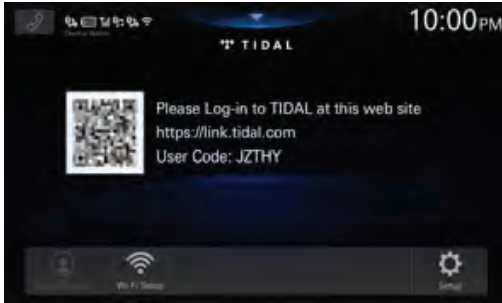 10:00PM
TIDAL
Please Log-in to TIDAL at this web site
https://link.tidal.com
User Code: JZTHY
Wi-Fi Setup
Setup